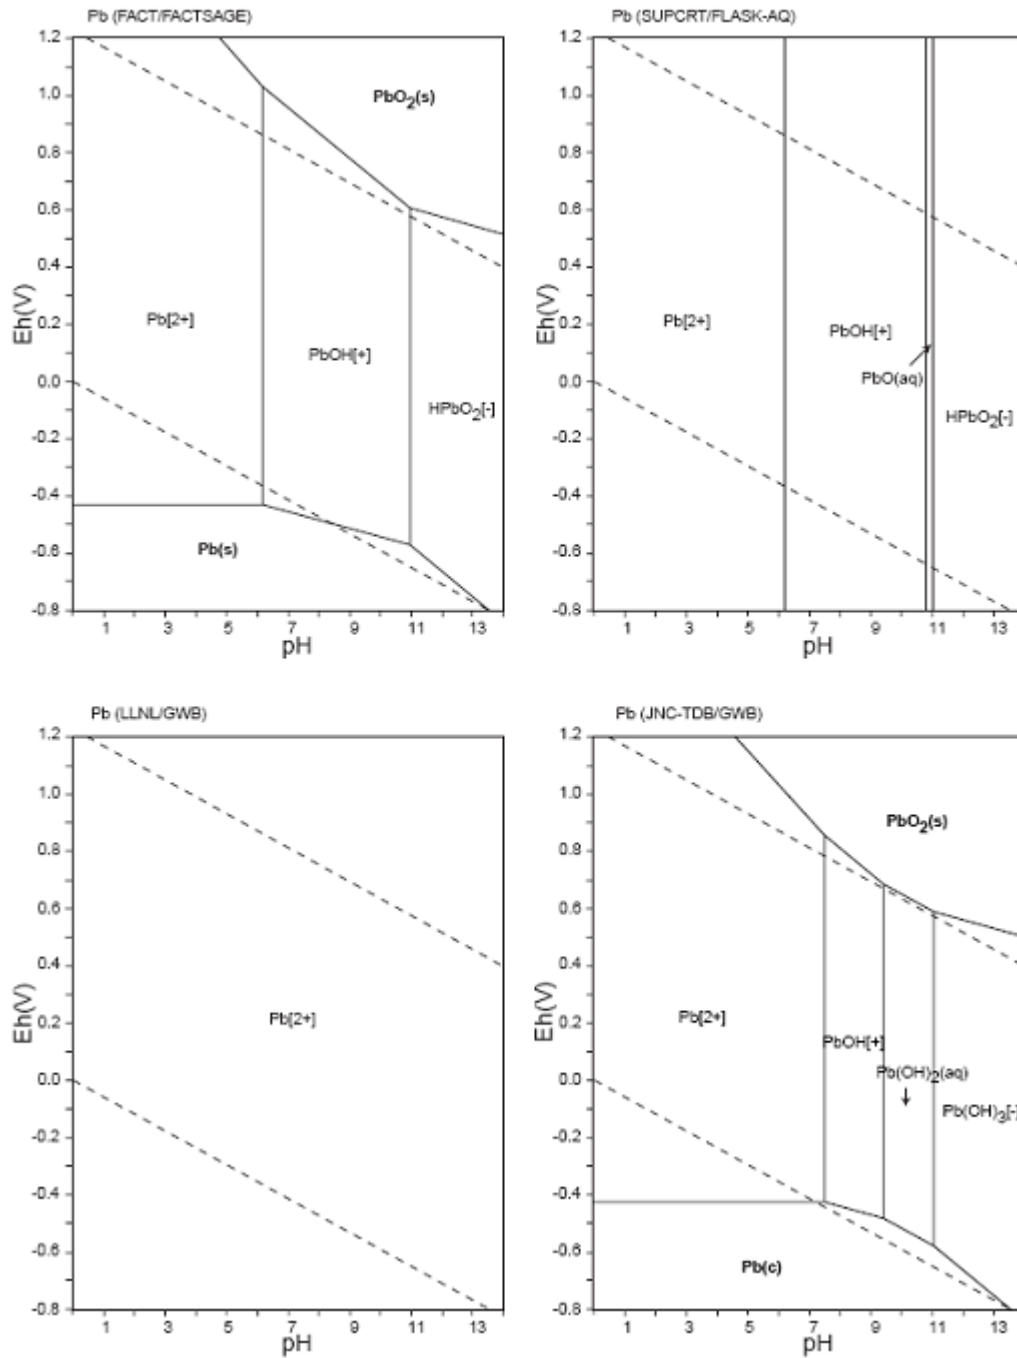 Pb (FACT/FACTSAGE)
1.2
1.0
0.8
0.6
0.4
0.2
0.0
-0.2
-0.4
-0.6
-0.8
Eh(V)
PbO2(s)
Pb[2+]
PbOH[+]
HPbO2[-]
Pb(s)
1 3 5 7 9 11 13
pH
Pb (SUPCRT/FLASK-AQ)
1.2
1.0
0.8
0.6
0.4
0.2
0.0
-0.2
-0.4
-0.6
-0.8
Eh(V)
Pb[2+]
PbOH[+]
PbO(aq)
HPbO2[-]
1 3 5 7 9 11 13
pH
Pb (LLNL/GWB)
1.2
1.0
0.8
0.6
0.4
0.2
0.0
-0.2
-0.4
-0.6
-0.8
Eh(V)
Pb[2+]
1 3 5 7 9 11 13
pH
Pb (JNC-TDB/GWB)
1.2
1.0
0.8
0.6
0.4
0.2
0.0
-0.2
-0.4
-0.6
-0.8
Eh(V)
PbO2(s)
Pb[2+]
PbOH[+]
Pb(OH)2(aq)
Pb(OH)3[-]
Pb(c)
1 3 5 7 9 11 13
pH